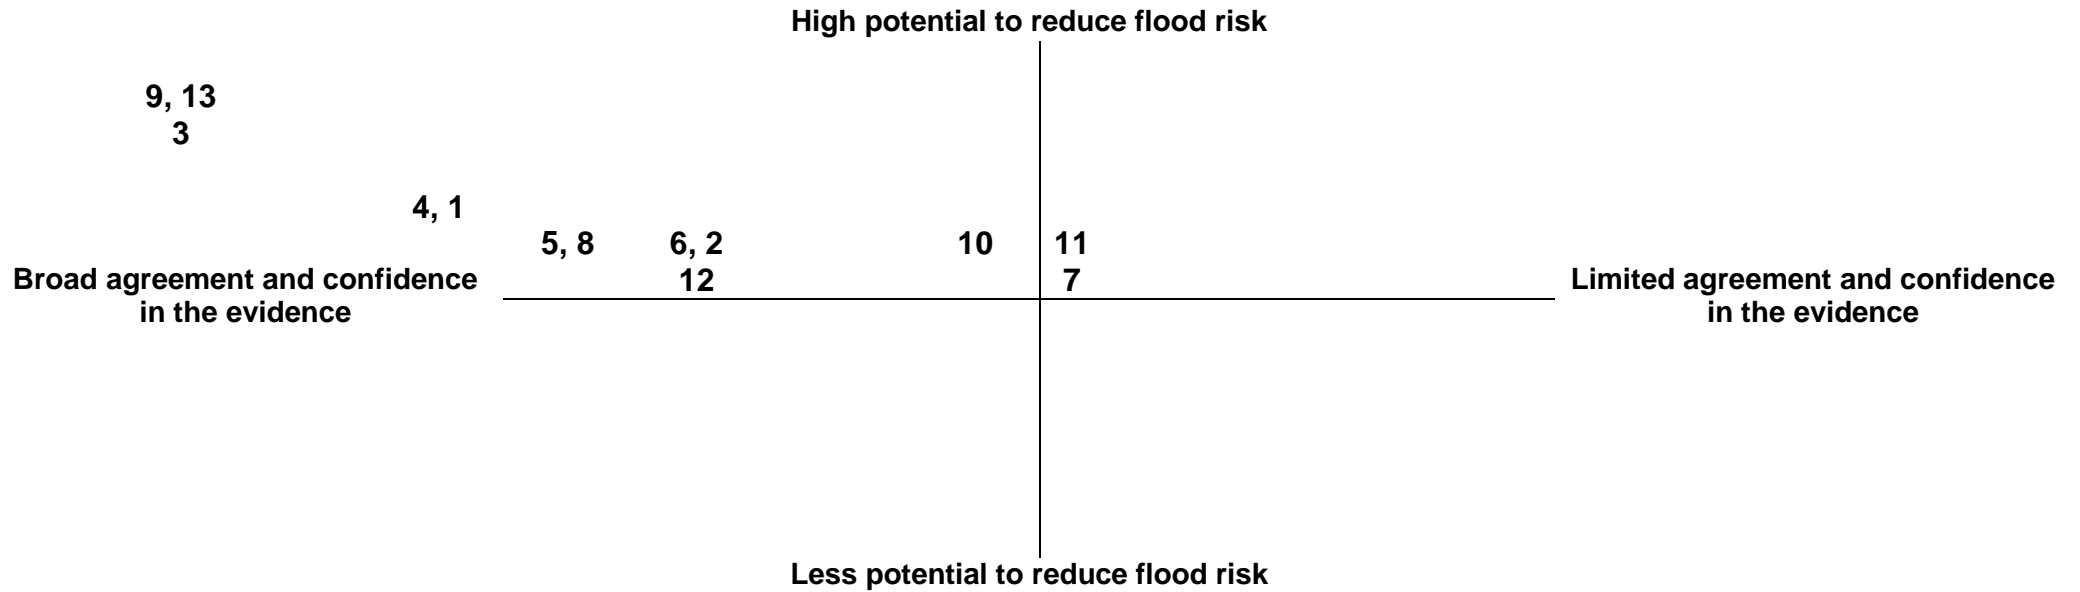 High potential to reduce flood risk
9, 13
3
4, 1
5, 8
6, 2
10
11
12
7
Broad agreement and confidence
in the evidence
Limited agreement and confidence
in the evidence
Less potential to reduce flood risk